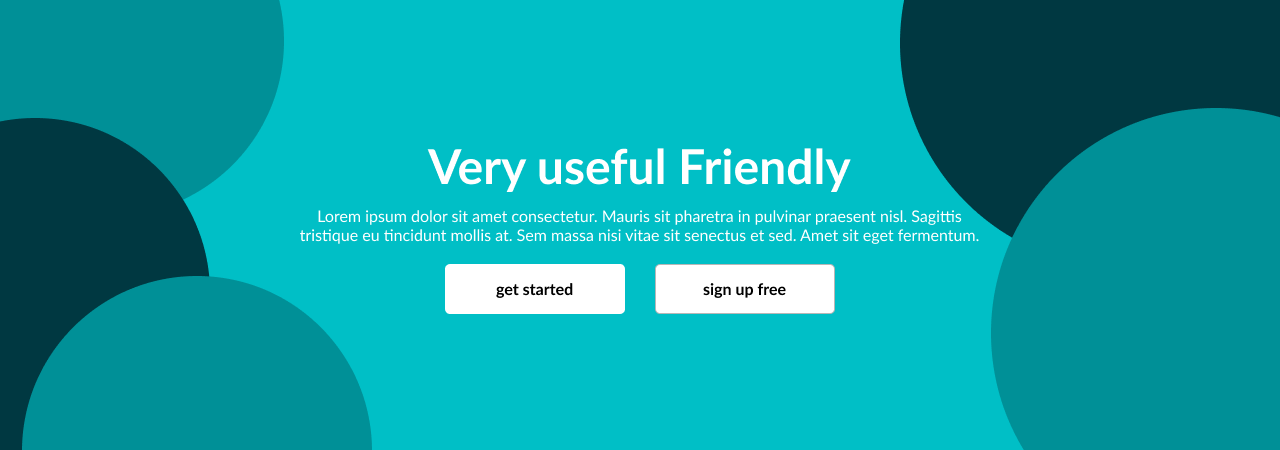 Very useful Friendly
Lorem ipsum dolor sit amet consectetur. Mauris sit pharetra in pulvinar praesent nisl. Sagittis
tristique eu tincidunt mollis at. Sem massa nisi vitae sit senectus et sed. Amet sit eget fermentum.
get started
sign up free